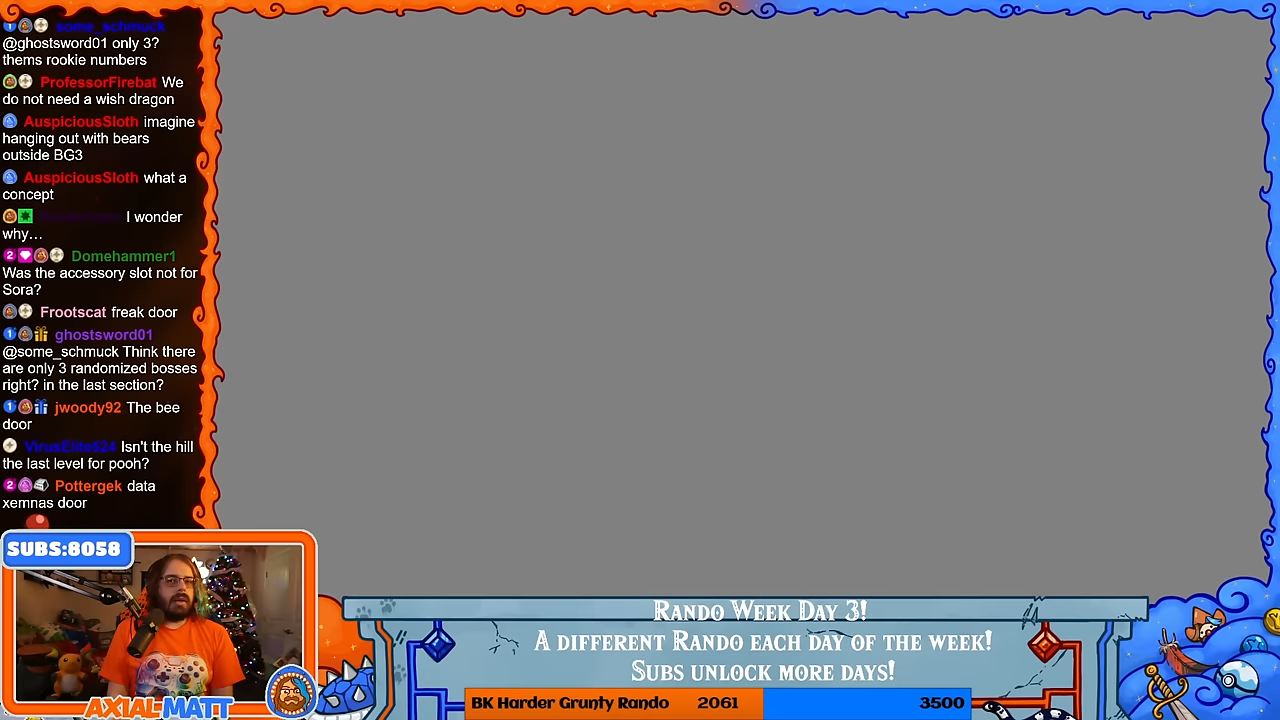 some_schmuck
@ghostsword01 only 3?
thems rookie numbers
ProfessorFirebat We
do not need a wish dragon
AuspiciousSloth imagine
hanging out with bears
outside BG3
AuspiciousSloth what a
concept
I wonder
why…
Domehammer1
Was the accessory slot not for
Sora?
Frootscat freak door
ghostsword01
@some_schmuck Think there
are only 3 randomized bosses
right? in the last section?
jwoody92 The bee
door
VirusElite524 Isn't the hill
the last level for pooh?
Pottergek data
xemnas door
SUBS:8058
AXIAL MATT
RANDO WEEK DAY 3!
A DIFFERENT RANDO EACH DAY OF THE WEEK!
SUBS UNLOCK MORE DAYS!
BK Harder Grunty Rando 2061 3500